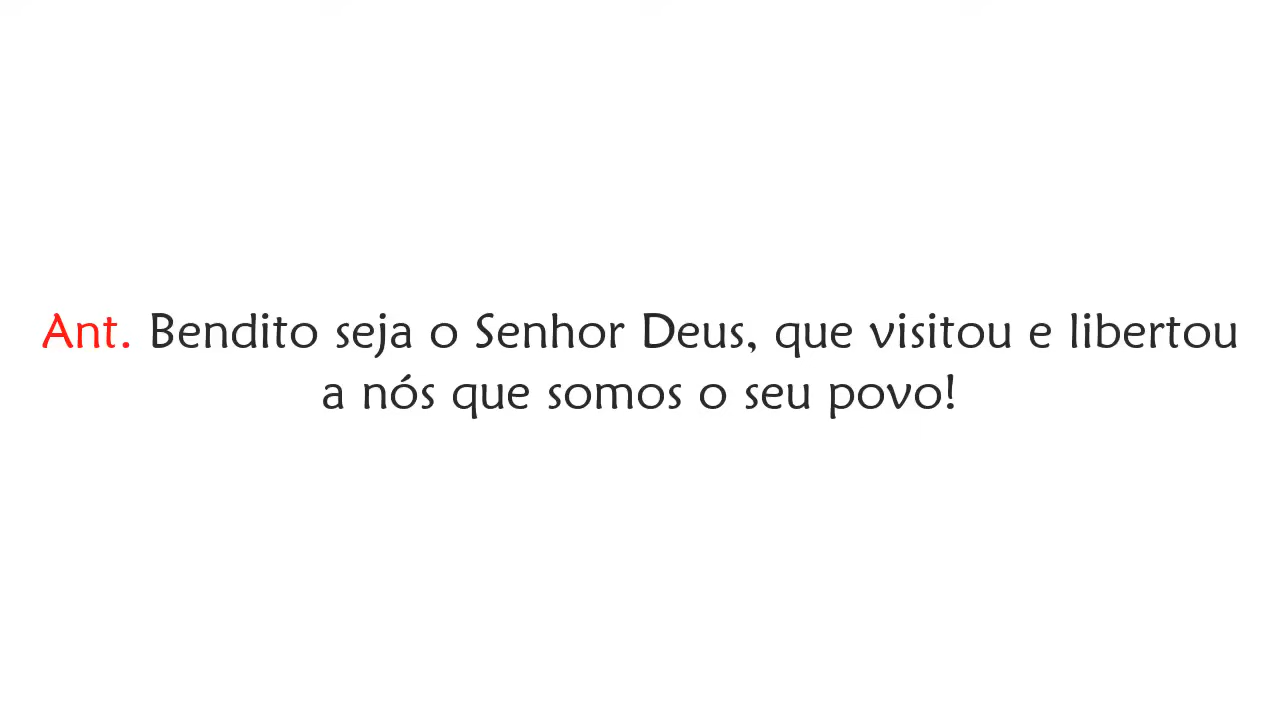 Ant. Bendito seja o Senhor Deus, que visitou e libertou
a nós que somos o seu povo!